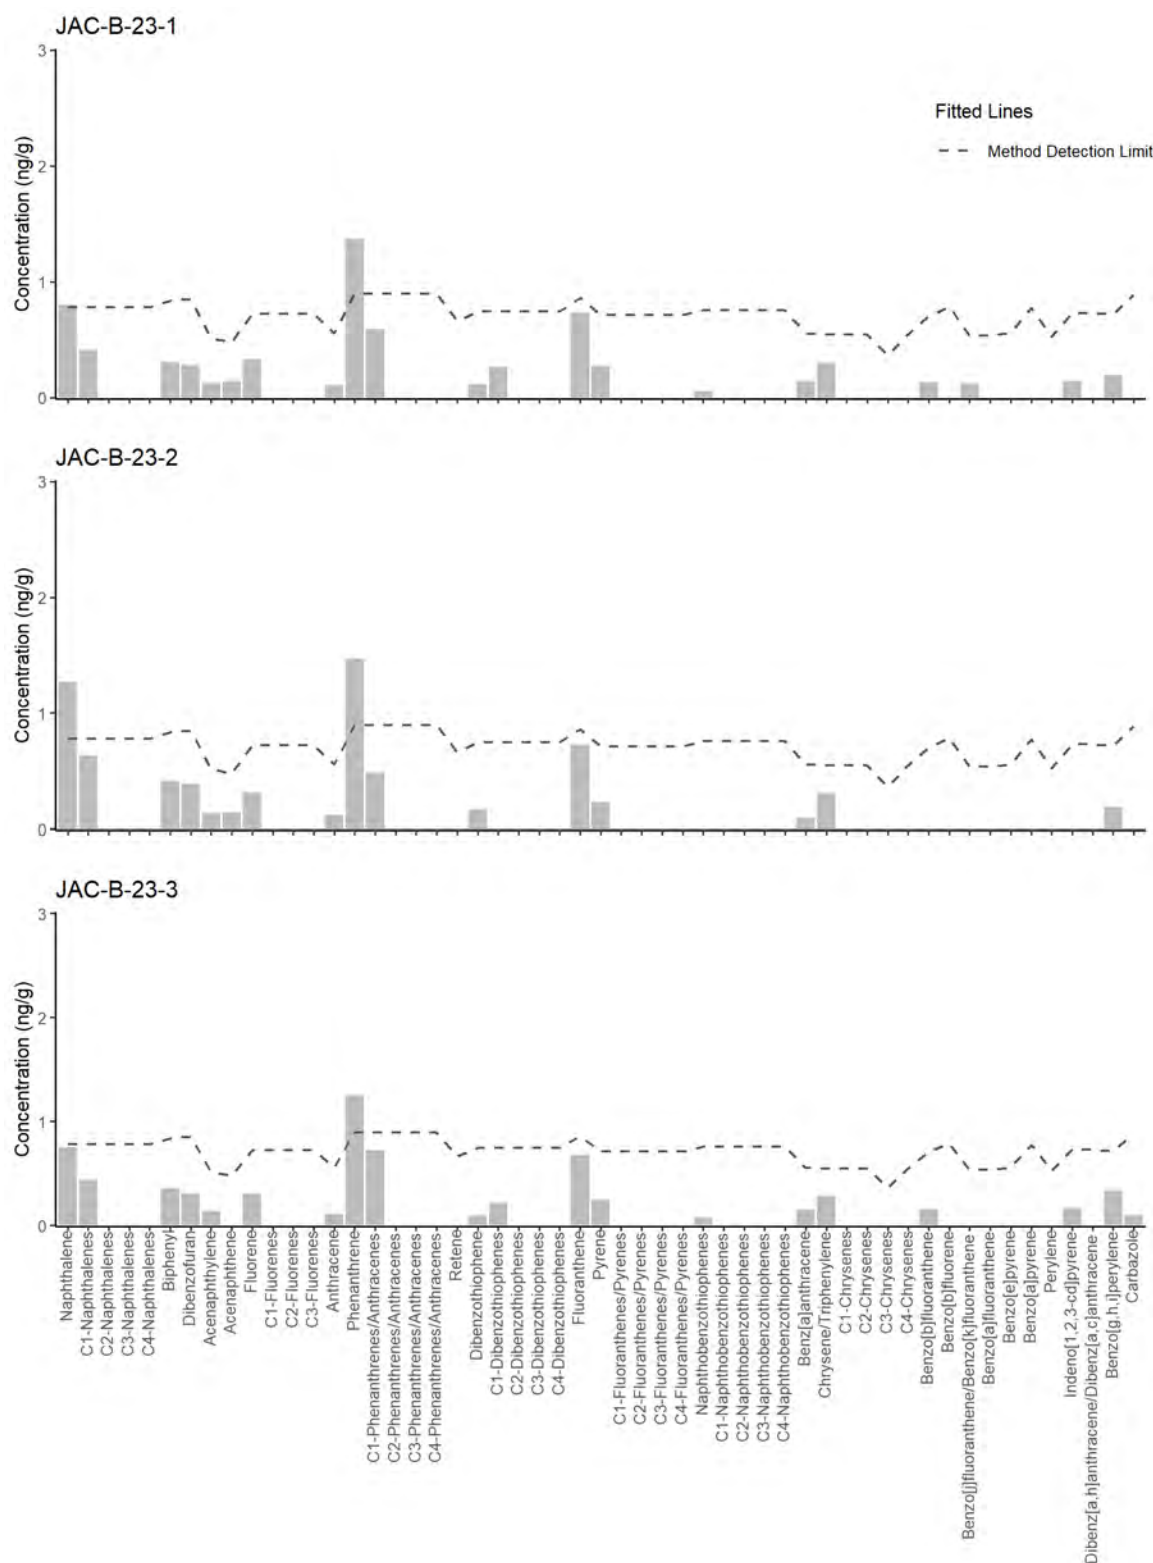 JAC-B-23-1
3
2
1
0
Concentration (ng/g)
Fitted Lines
Method Detection Limit
JAC-B-23-2
3
2
1
0
Concentration (ng/g)
JAC-B-23-3
3
2
1
0
Concentration (ng/g)
Naphthalene
C1-Naphthalenes
C2-Naphthalenes
C3-Naphthalenes
C4-Naphthalenes
Biphenyl
Dibenzofuran
Acenaphthylene
Acenaphthene
Fluorene
C1-Fluorenes
C2-Fluorenes
C3-Fluorenes
Anthracene
Phenanthrene
C1-Phenanthrenes/Anthracenes
C2-Phenanthrenes/Anthracenes
C3-Phenanthrenes/Anthracenes
C4-Phenanthrenes/Anthracenes
Retene
Dibenzothiophene
C1-Dibenzothiophenes
C2-Dibenzothiophenes
C3-Dibenzothiophenes
C4-Dibenzothiophenes
Fluoranthene
Pyrene
C1-Fluoranthenes/Pyrenes
C2-Fluoranthenes/Pyrenes
C3-Fluoranthenes/Pyrenes
C4-Fluoranthenes/Pyrenes
Naphthobenzothiophenes
C1-Naphthobenzothiophenes
C2-Naphthobenzothiophenes
C3-Naphthobenzothiophenes
C4-Naphthobenzothiophenes
Benz[a]anthracene
Chrysene/Triphenylene
C1-Chrysenes
C2-Chrysenes
C3-Chrysenes
C4-Chrysenes
Benzo[b]fluoranthene
Benzo[b]fluorene
Benzo[j]fluoranthene/Benzo[k]fluoranthene
Benzo[a]fluoranthene
Benzo[e]pyrene
Benzo[a]pyrene
Perylene
Indeno[1,2,3-cd]pyrene
Dibenz[a,h]anthracene/Dibenz[a,c]anthracene
Benzo[g,h,i]perylene
Carbazole